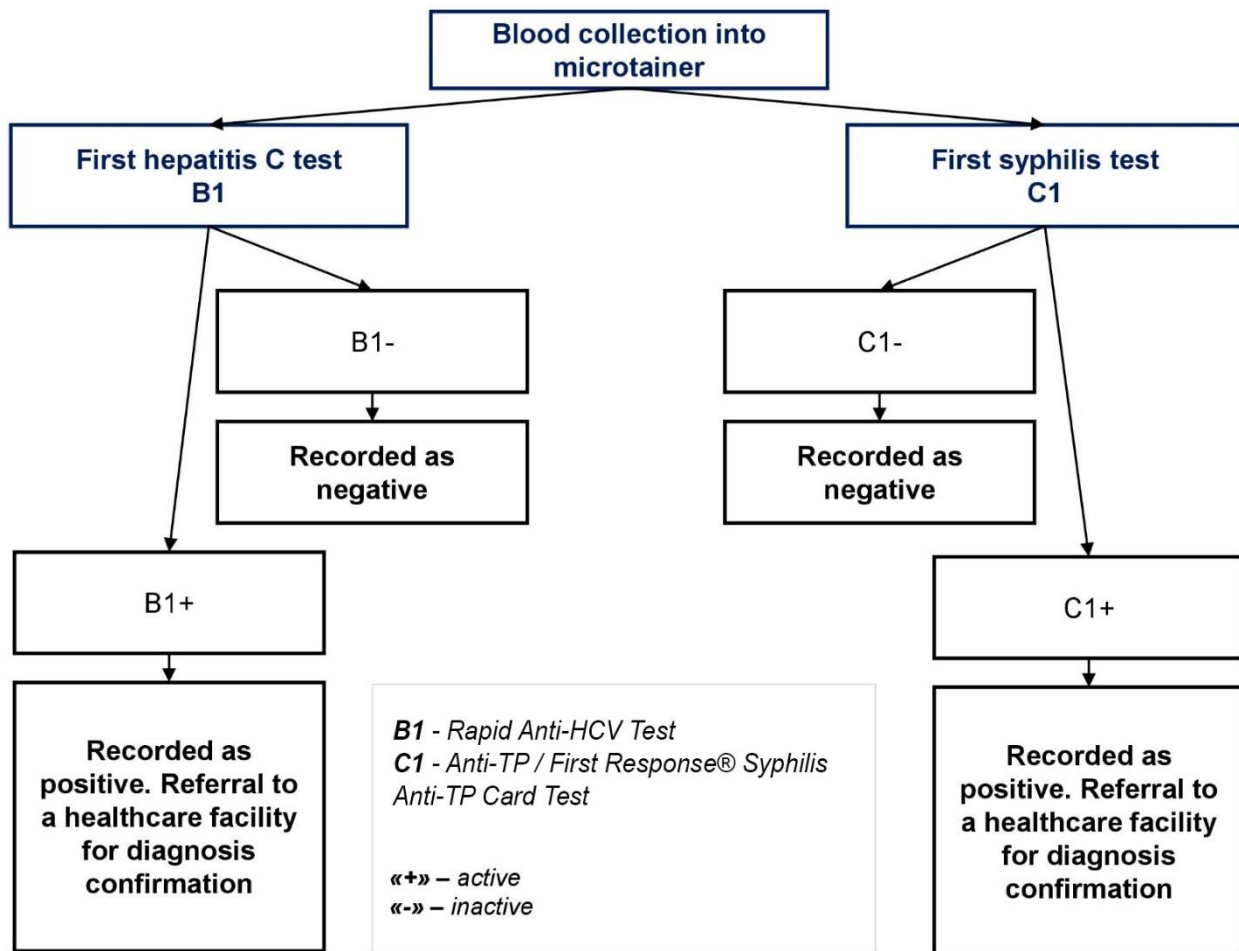 Blood collection into
microtainer
First hepatitis C test
B1
First syphilis test
C1
B1-
C1-
Recorded as
negative
Recorded as
negative
B1+
C1+
Recorded as
positive. Referral to
a healthcare facility
for diagnosis
confirmation
B1 - Rapid Anti-HCV Test
C1 - Anti-TP / First Response® Syphilis
Anti-TP Card Test
«+» – active
«-» – inactive
Recorded as
positive. Referral to
a healthcare facility
for diagnosis
confirmation